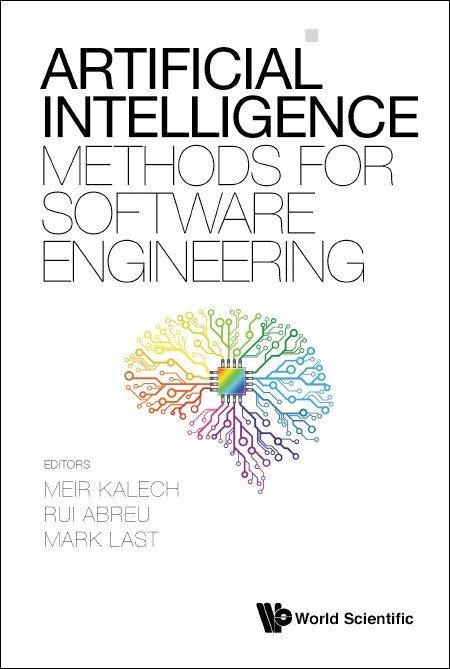 ARTIFICIAL
INTELLIGENCE
METHODS FOR
SOFTWARE
ENGINEERING
EDITORS
MEIR KALECH
RUI ABREU
MARK LAST
World Scientific